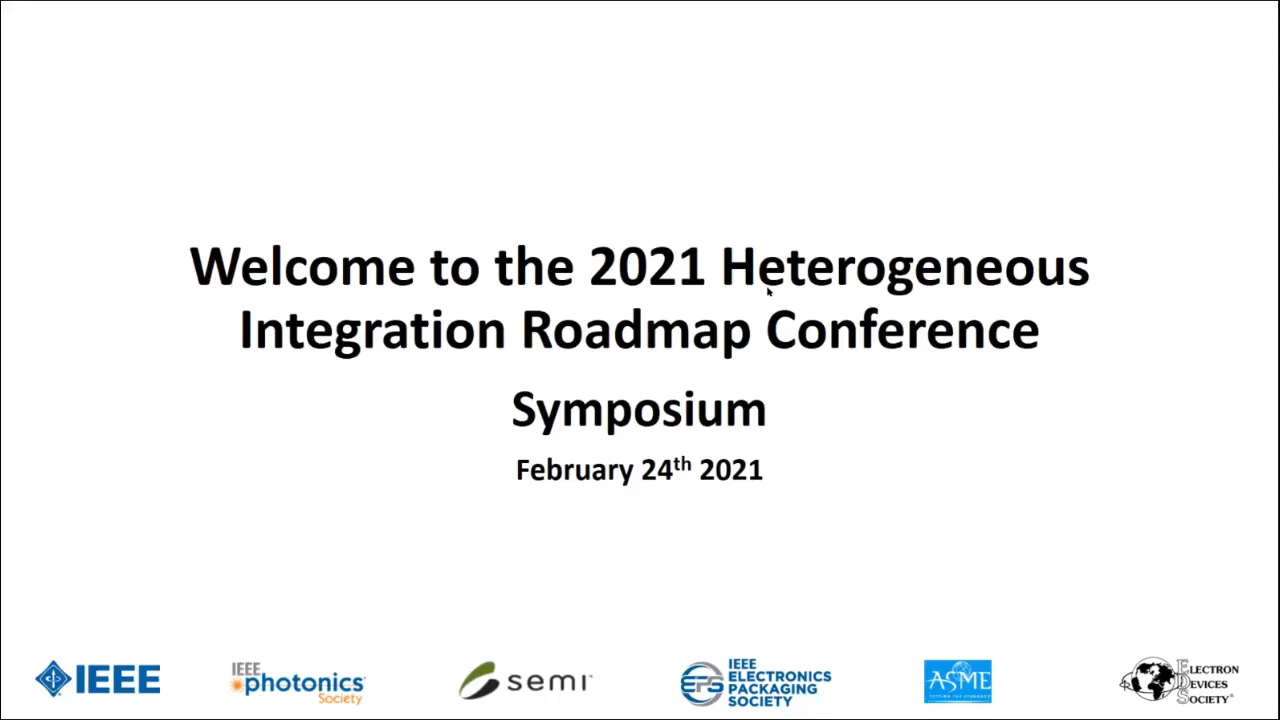 Welcome to the 2021 Heterogeneous
Integration Roadmap Conference
Symposium
February 24th 2021
IEEE
IEEE
photonics
Society
semi
EPS
IEEE
ELECTRONICS
PACKAGING
SOCIETY
ASME
ELECTRON
DEVICES
SOCIETY®